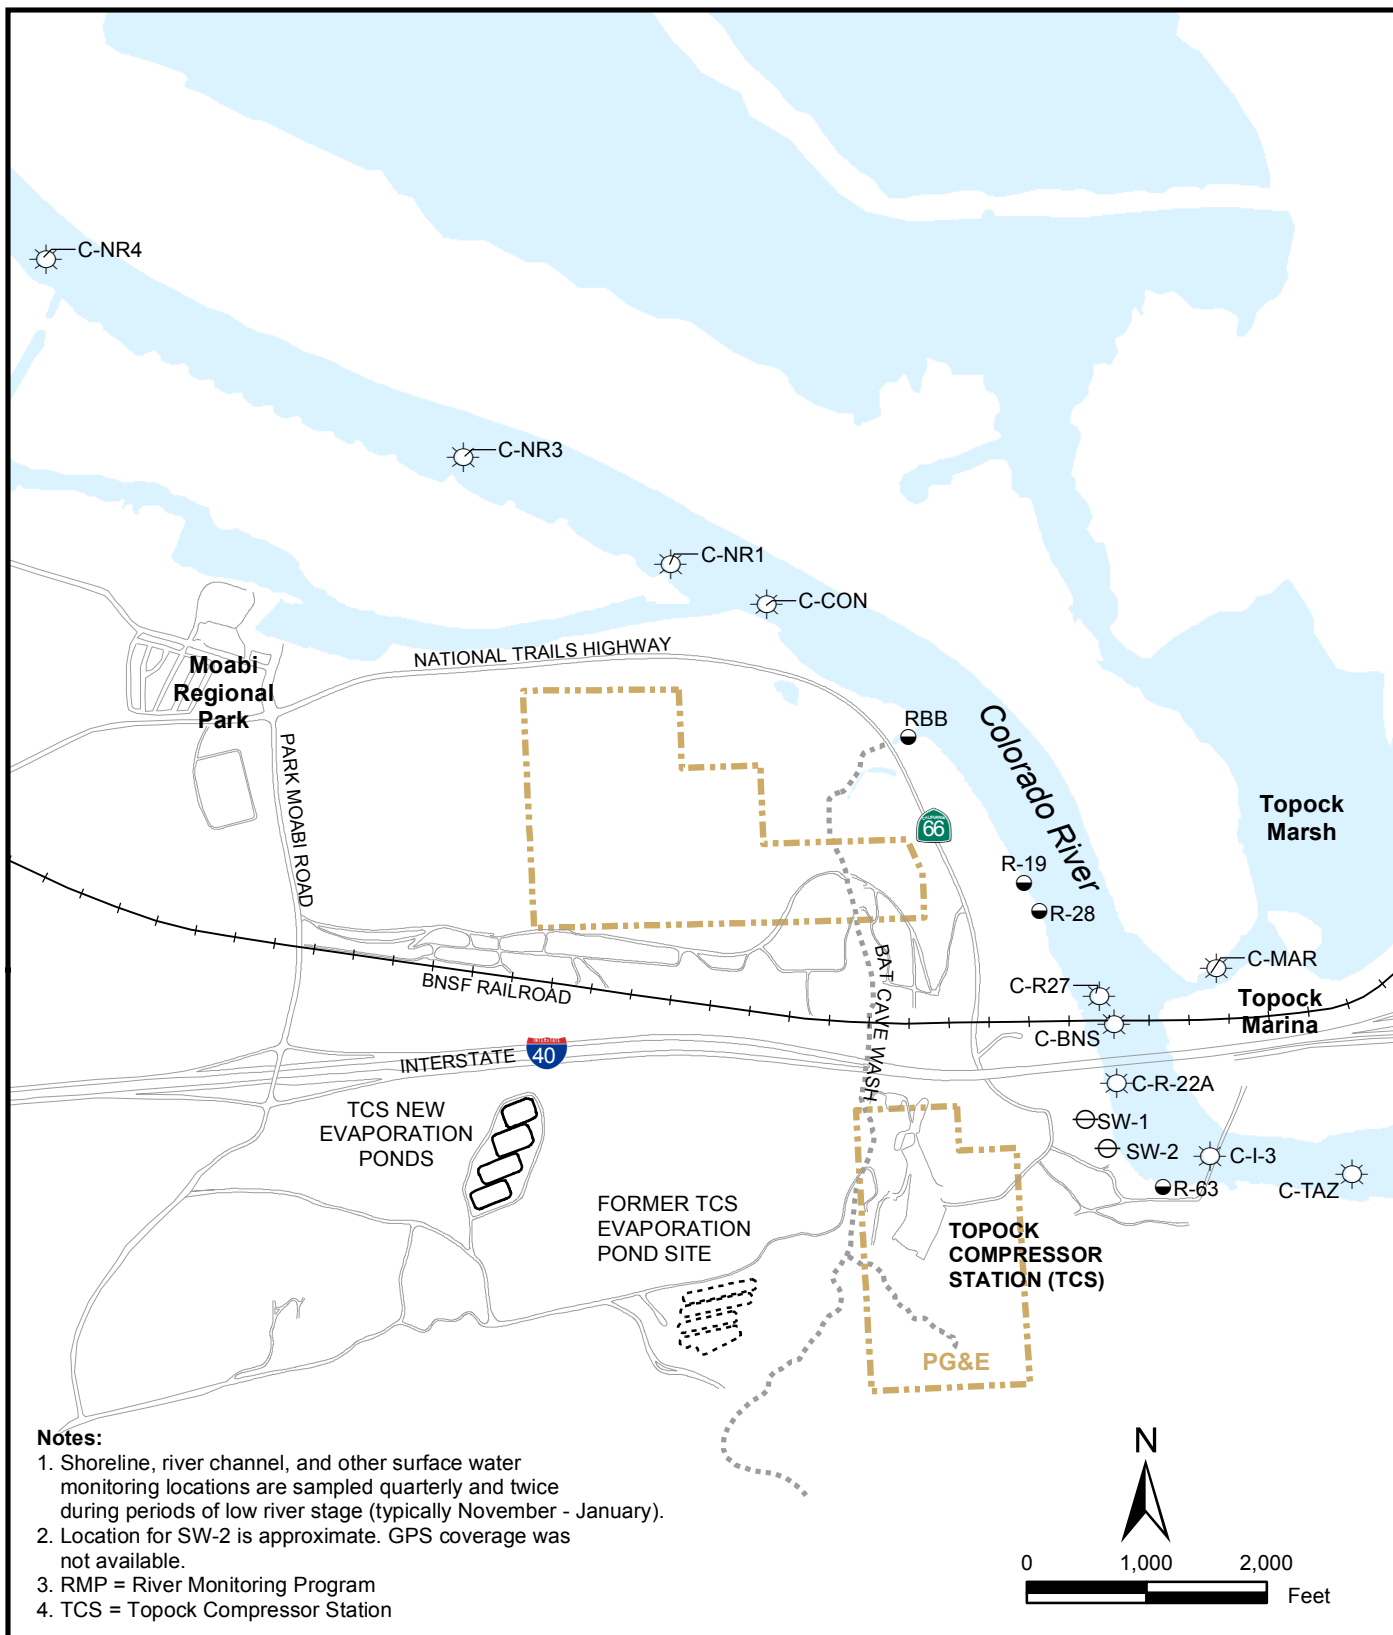 C-NR4
C-NR3
C-NR1
C-CON
NATIONAL TRAILS HIGHWAY
Moabi
Regional
Park
RBB
Colorado River
PARK MOABI ROAD
CALIFORNIA
66
Topock
Marsh
R-19
R-28
BAT CAVE WASH
C-MAR
C-R27
BNSF RAILROAD
Topock
Marina
C-BNS
INTERSTATE
INTERSTATE
40
C-R-22A
TCS NEW
EVAPORATION
PONDS
SW-1
SW-2
C-I-3
R-63
C-TAZ
FORMER TCS
EVAPORATION
POND SITE
TOPOCK
COMPRESSOR
STATION (TCS)
PG&E
Notes:
1. Shoreline, river channel, and other surface water
monitoring locations are sampled quarterly and twice
during periods of low river stage (typically November - January).
2. Location for SW-2 is approximate. GPS coverage was
not available.
3. RMP = River Monitoring Program
4. TCS = Topock Compressor Station
N
0 1,000 2,000
Feet